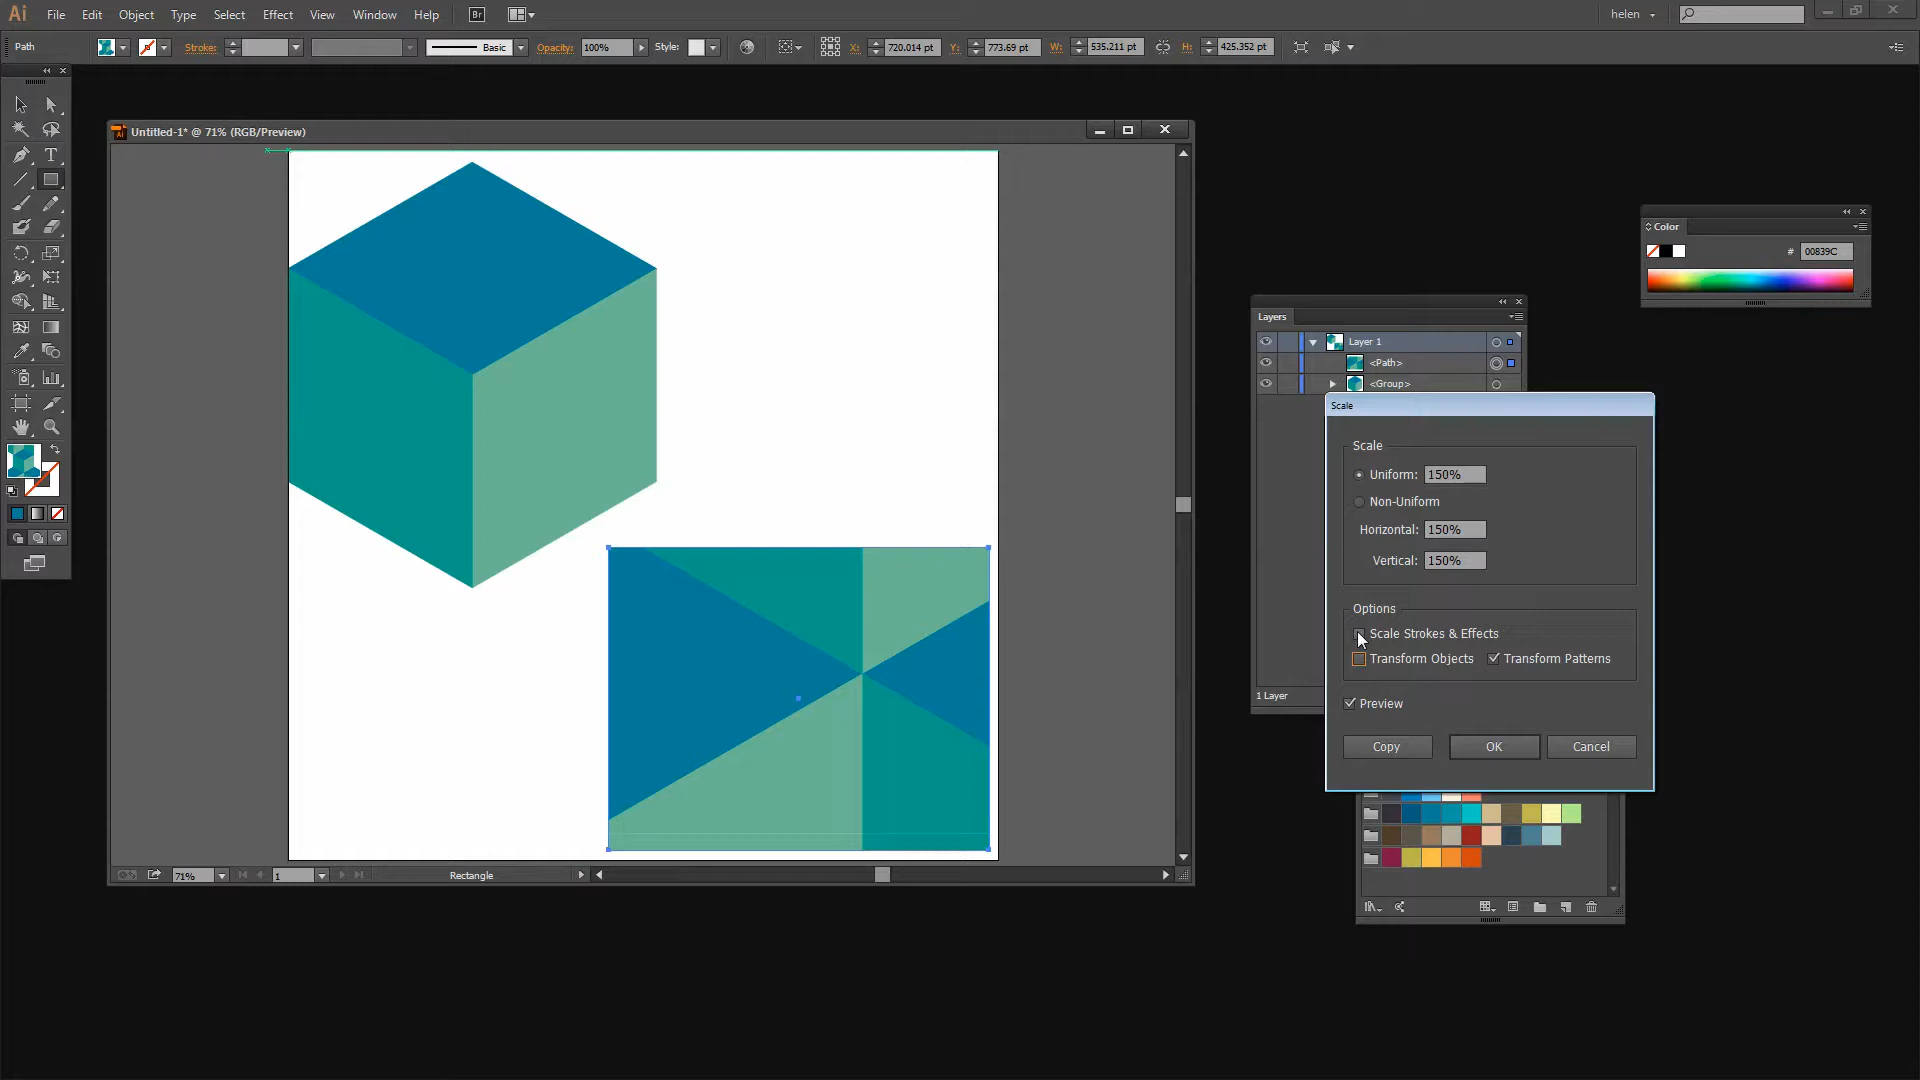 Ai File Edit Object Type Select Effect View Window Help Br helen
Path Stroke: Basic Opacity: 100% Style: X: 720.014 pt Y: 773.69 pt W: 535.211 pt H: 425.352 pt
Untitled-1* @ 71% (RGB/Preview)
T
Color
# 00839C
Layers
Layer 1
<Path>
<Group>
1 Layer
Scale
Scale
Uniform: 150%
Non-Uniform
Horizontal: 150%
Vertical: 150%
Options
Scale Strokes & Effects
Transform Objects Transform Patterns
Preview
Copy OK Cancel
71% 1 Rectangle